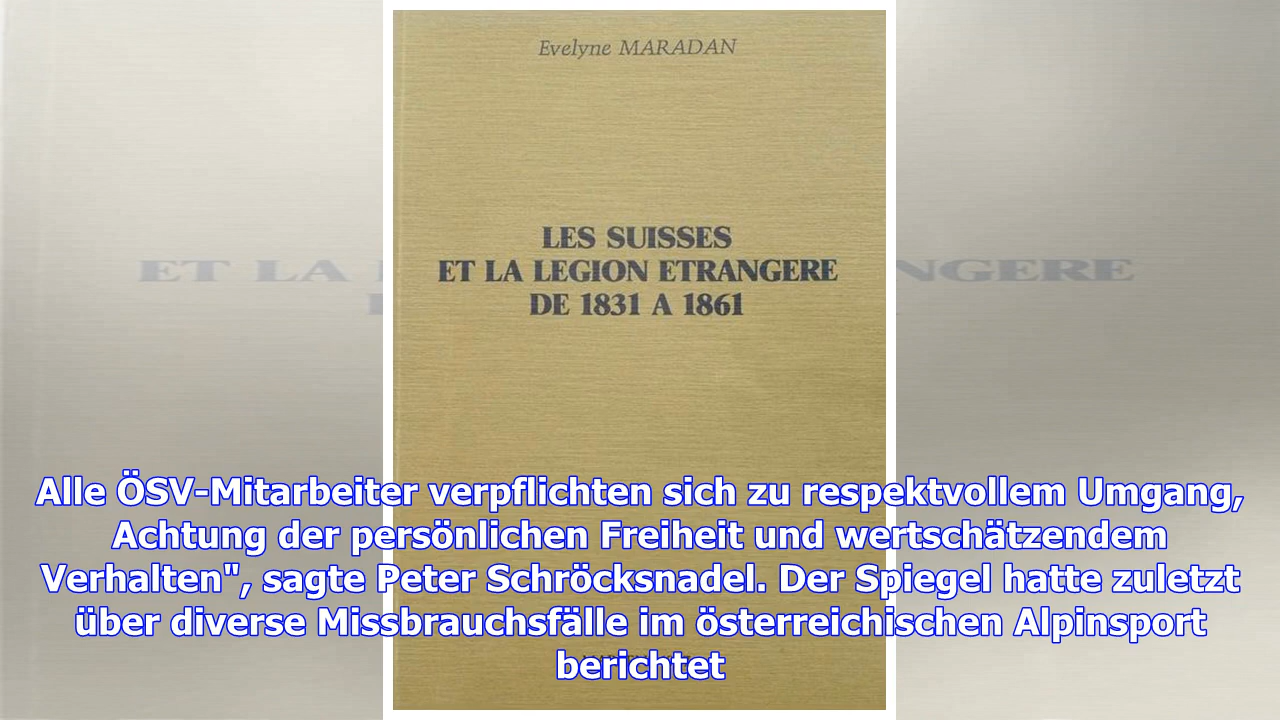 Evelyne MARADAN
LES SUISSES
ET LA LEGION ETRANGERE
DE 1831 A 1861
Alle ÖSV-Mitarbeiter verpflichten sich zu respektvollem Umgang,
Achtung der persönlichen Freiheit und wertschätzendem
Verhalten", sagte Peter Schröcksnadel. Der Spiegel hatte zuletzt
über diverse Missbrauchsfälle im österreichischen Alpinsport
berichtet